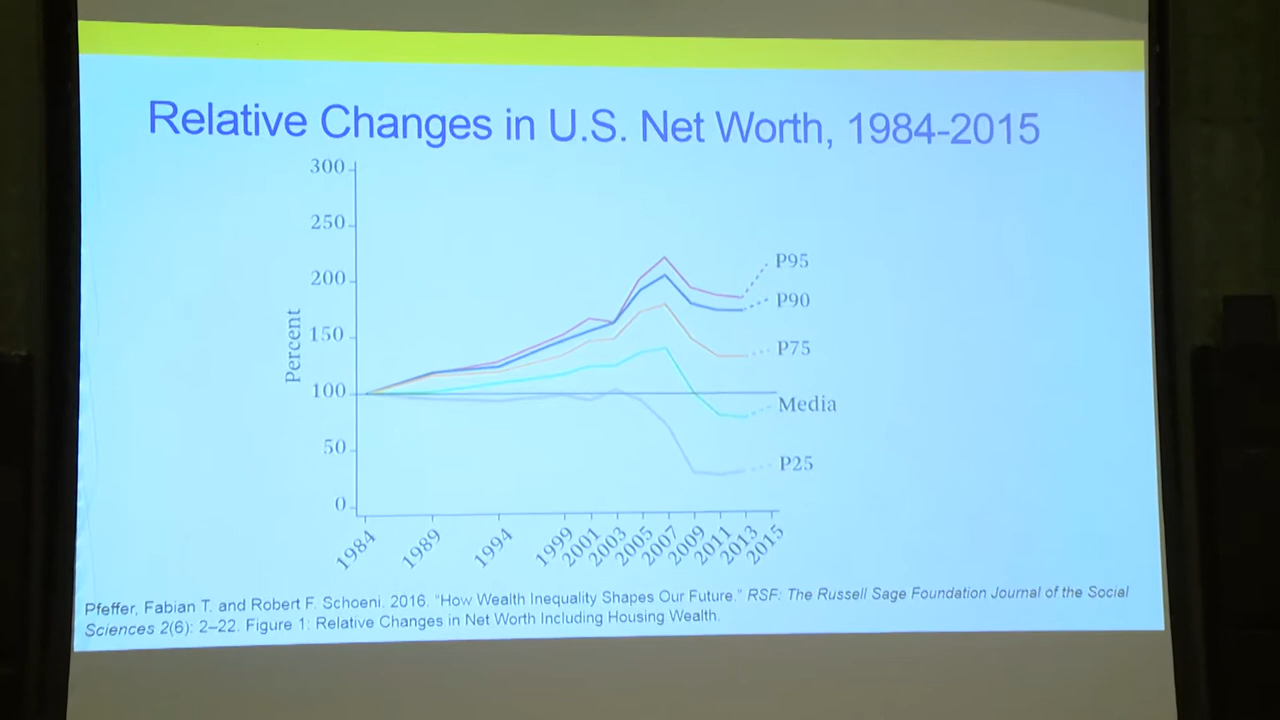 Relative Changes in U.S. Net Worth, 1984-2015
300
250
200
150
100
50
0
Percent
P95
P90
P75
Media
P25
1984
1989
1994
1999
2001
2003
2005
2007
2009
2011
2013
2015
Pfeffer, Fabian T. and Robert F. Schoeni. 2016. "How Wealth Inequality Shapes Our Future." RSF: The Russell Sage Foundation Journal of the Social
Sciences 2(6): 2–22. Figure 1: Relative Changes in Net Worth Including Housing Wealth.